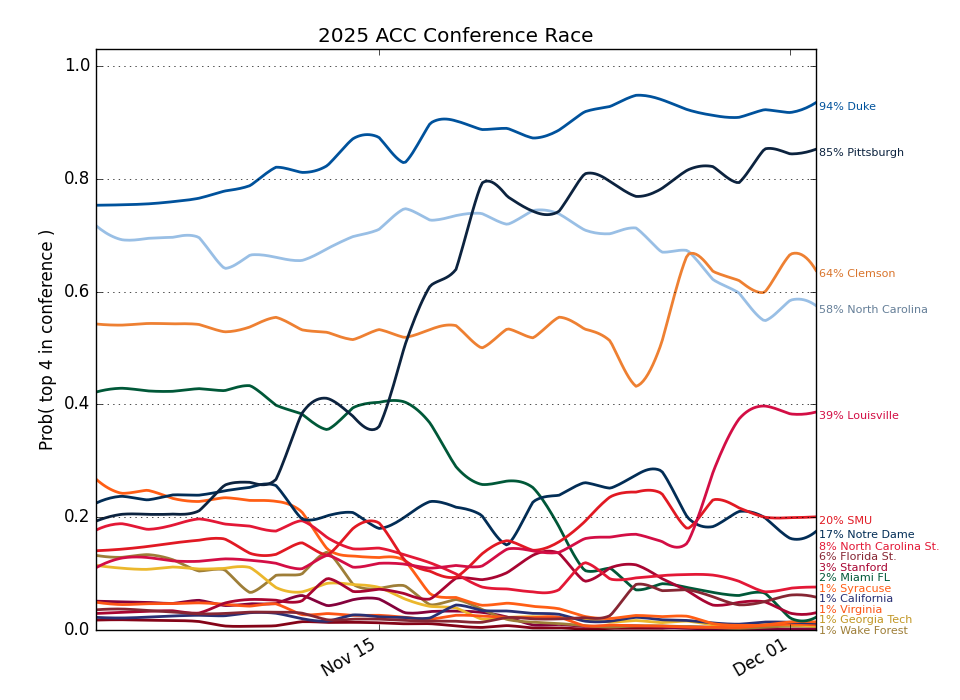 2025 ACC Conference Race
Prob( top 4 in conference )
1.0
0.8
0.6
0.4
0.2
0.0
Nov 15
Dec 01
94% Duke
85% Pittsburgh
64% Clemson
58% North Carolina
39% Louisville
20% SMU
17% Notre Dame
8% North Carolina St.
6% Florida St.
3% Stanford
2% Miami FL
1% Syracuse
1% California
1% Virginia
1% Georgia Tech
1% Wake Forest